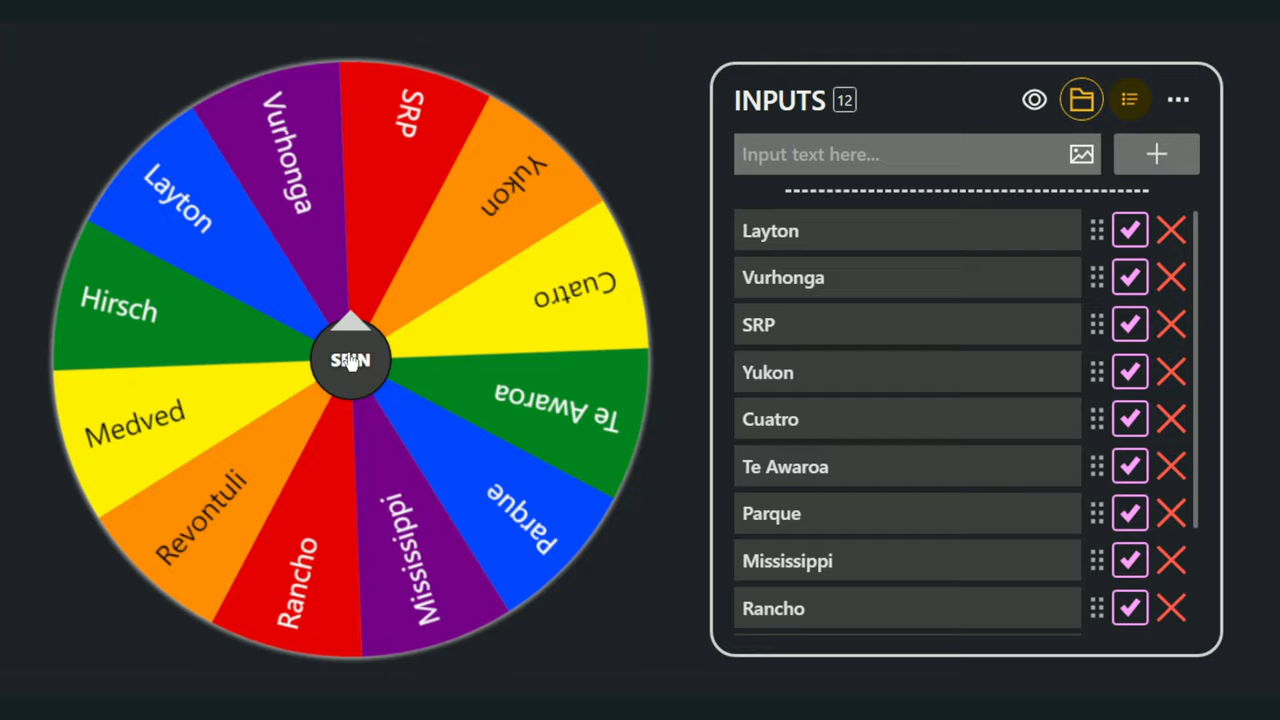 SRP
Yukon
Cuatro
Te Awaroa
Parque
Mississippi
Rancho
Revontuli
Medved
Hirsch
Layton
Vurhonga
SPIN
INPUTS 12
Input text here...
Layton
Vurhonga
SRP
Yukon
Cuatro
Te Awaroa
Parque
Mississippi
Rancho